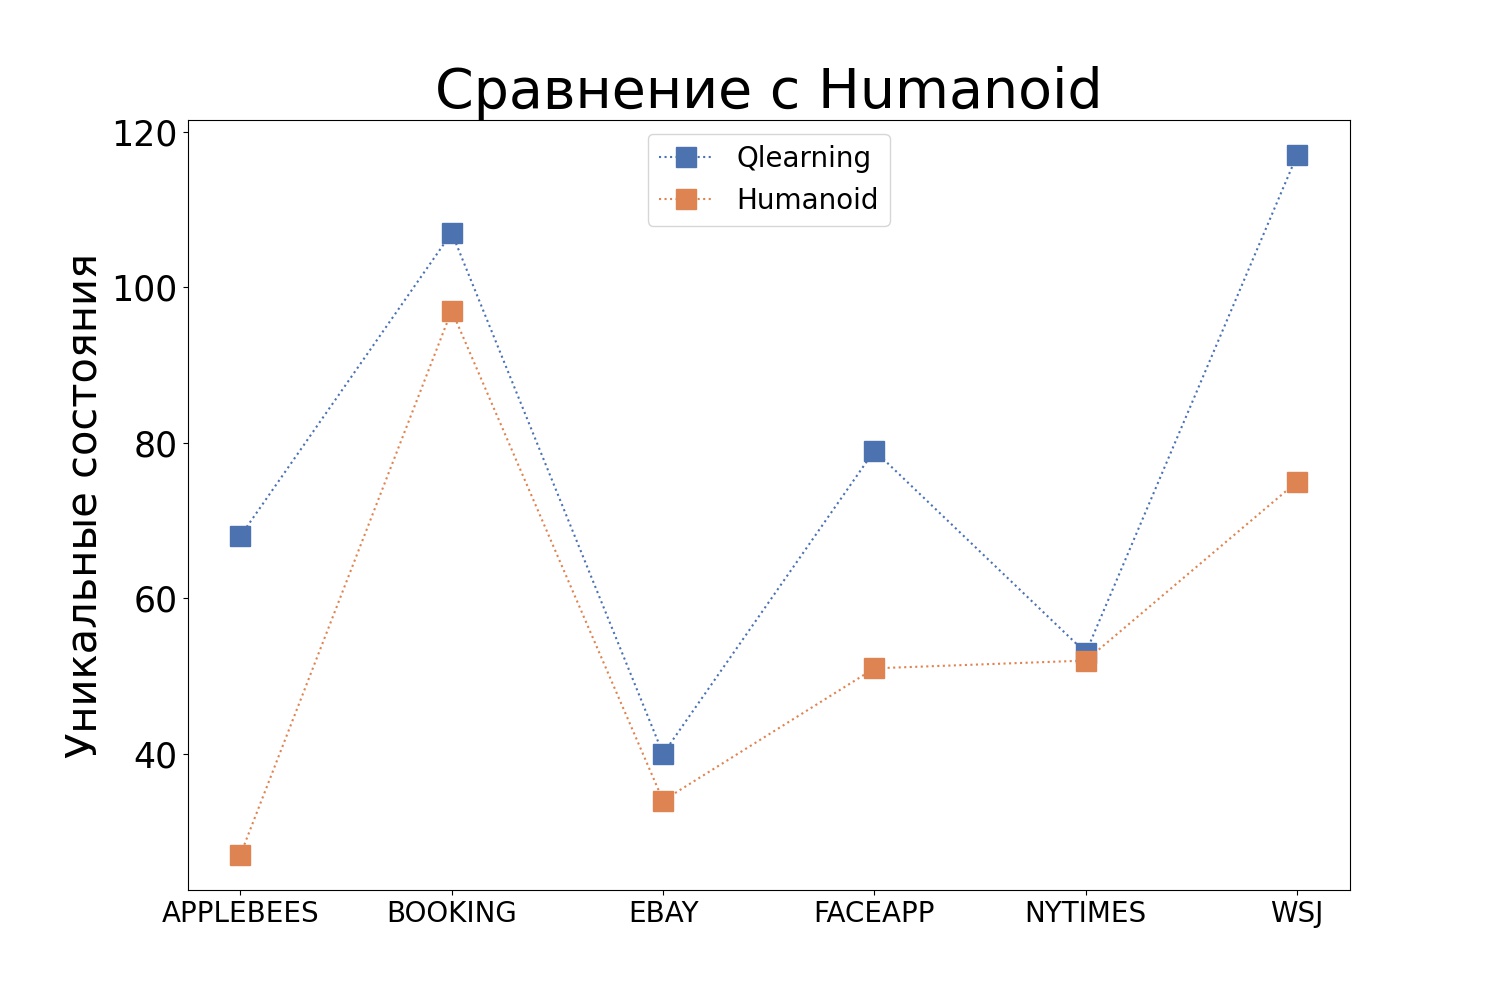 Сравнение с Humanoid
Уникальные состояния
120
100
80
60
40
Qlearning
Humanoid
APPLEBEES BOOKING EBAY FACEAPP NYTIMES WSJ